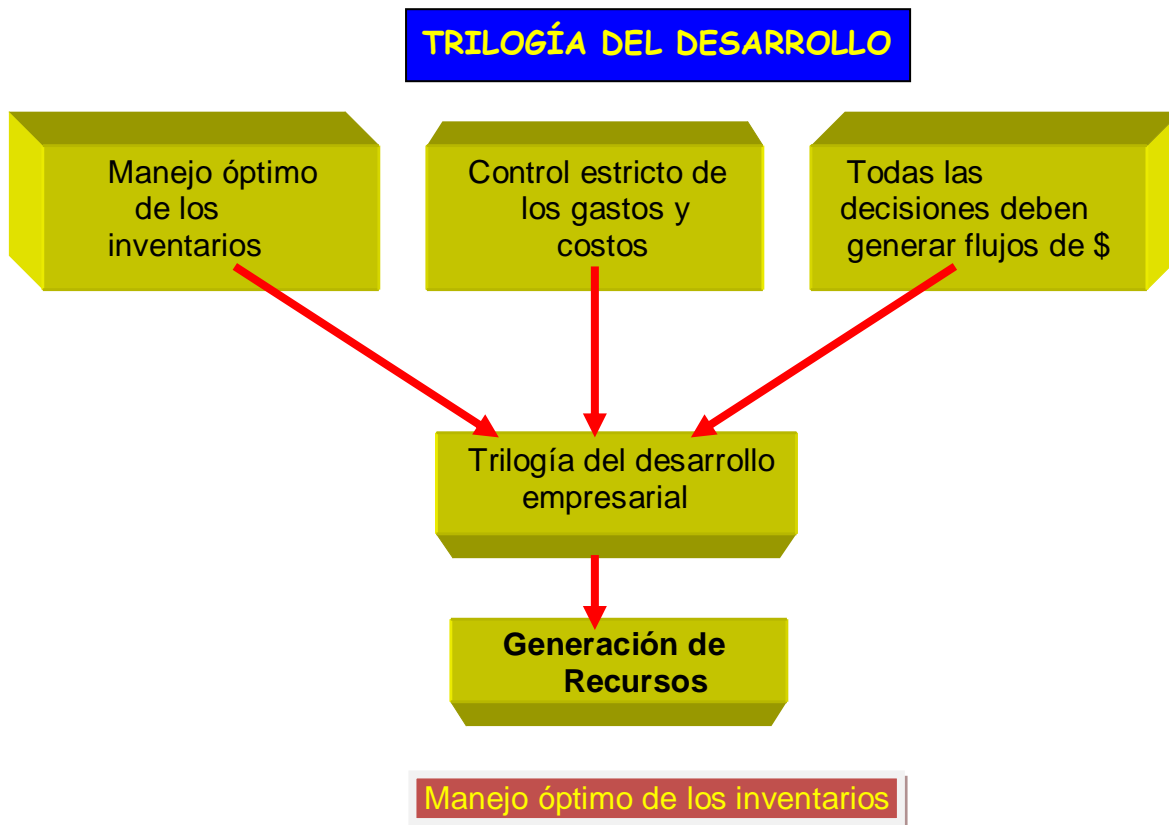 TRILOGÍA DEL DESARROLLO
Manejo óptimo
de los
inventarios
Control estricto de
los gastos y
costos
Todas las
decisiones deben
generar flujos de $
Trilogía del desarrollo
empresarial
Generación de
Recursos
Manejo óptimo de los inventarios